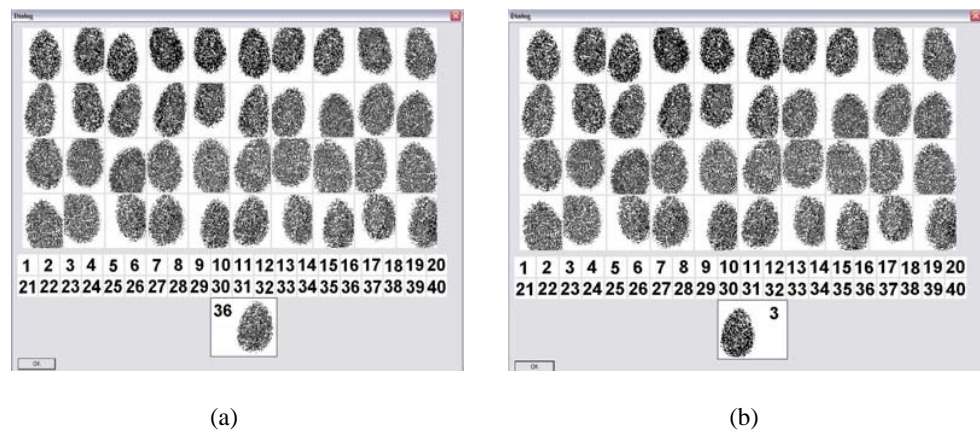 Dialog
1 2 3 4 5 6 7 8 9 10 11 12 13 14 15 16 17 18 19 20
21 22 23 24 25 26 27 28 29 30 31 32 33 34 35 36 37 38 39 40
36
OK
(a)
Dialog
1 2 3 4 5 6 7 8 9 10 11 12 13 14 15 16 17 18 19 20
21 22 23 24 25 26 27 28 29 30 31 32 33 34 35 36 37 38 39 40
3
OK
(b)